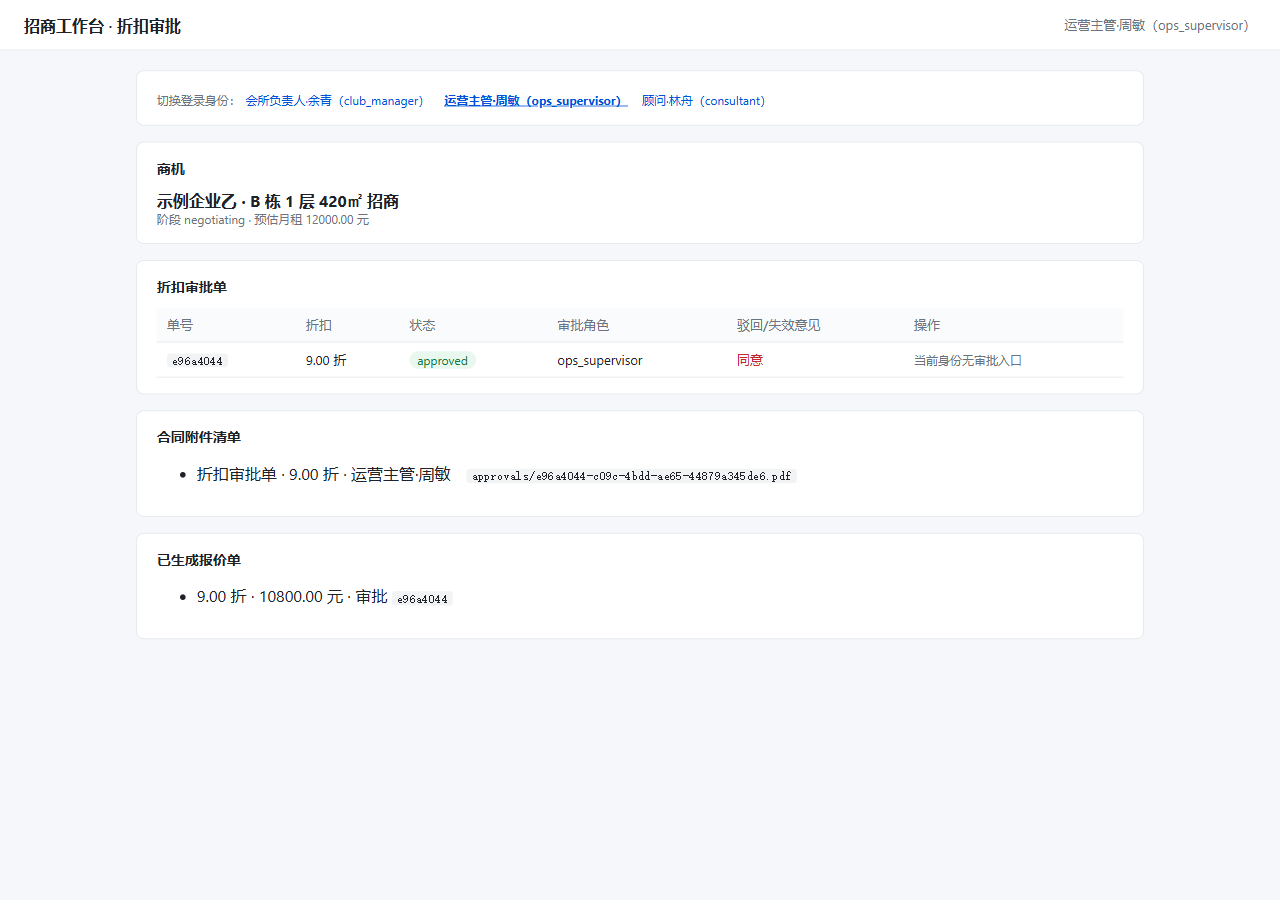 招商工作台 · 折扣审批
运营主管·周敏（ops_supervisor）
切换登录身份： 会所负责人·余青（club_manager） 运营主管·周敏（ops_supervisor） 顾问·林舟（consultant）
商机
示例企业乙 · B 栋 1 层 420㎡ 招商
阶段 negotiating · 预估月租 12000.00 元
折扣审批单
单号 折扣 状态 审批角色 驳回/失效意见 操作
e96a4044 9.00 折 approved ops_supervisor 同意 当前身份无审批入口
合同附件清单
• 折扣审批单 · 9.00 折 · 运营主管·周敏 approvals/e96a4044-c09c-4bdd-ae65-44879a345de6.pdf
已生成报价单
• 9.00 折 · 10800.00 元 · 审批 e96a4044